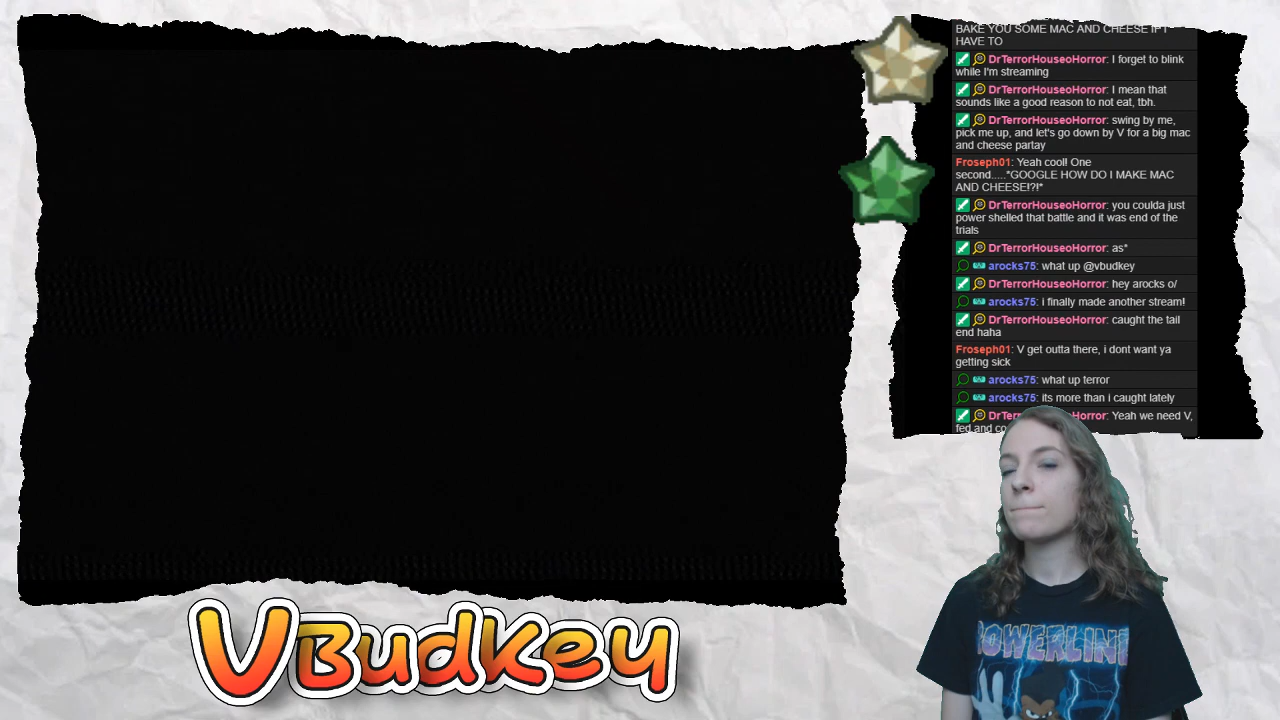 BAKE YOU SOME MAC AND CHEESE IF I
HAVE TO
DrTerrorHouseoHorror: I forget to blink
while I'm streaming
DrTerrorHouseoHorror: I mean that
sounds like a good reason to not eat, tbh.
DrTerrorHouseoHorror: swing by me,
pick me up, and let's go down by V for a big mac
and cheese partay
Froseph01: Yeah cool! One
second.....*GOOGLE HOW DO I MAKE MAC
AND CHEESE!?!*
DrTerrorHouseoHorror: you coulda just
power shelled that battle and it was end of the
trials
DrTerrorHouseoHorror: as*
arocks75: what up @vbudkey
DrTerrorHouseoHorror: hey arocks o/
arocks75: i finally made another stream!
DrTerrorHouseoHorror: caught the tail
end haha
Froseph01: V get outta there, i dont want ya
getting sick
arocks75: what up terror
arocks75: its more than i caught lately
DrTerrorHouseoHorror: Yeah we need V,
fed and
VBudkey
POWERLINE